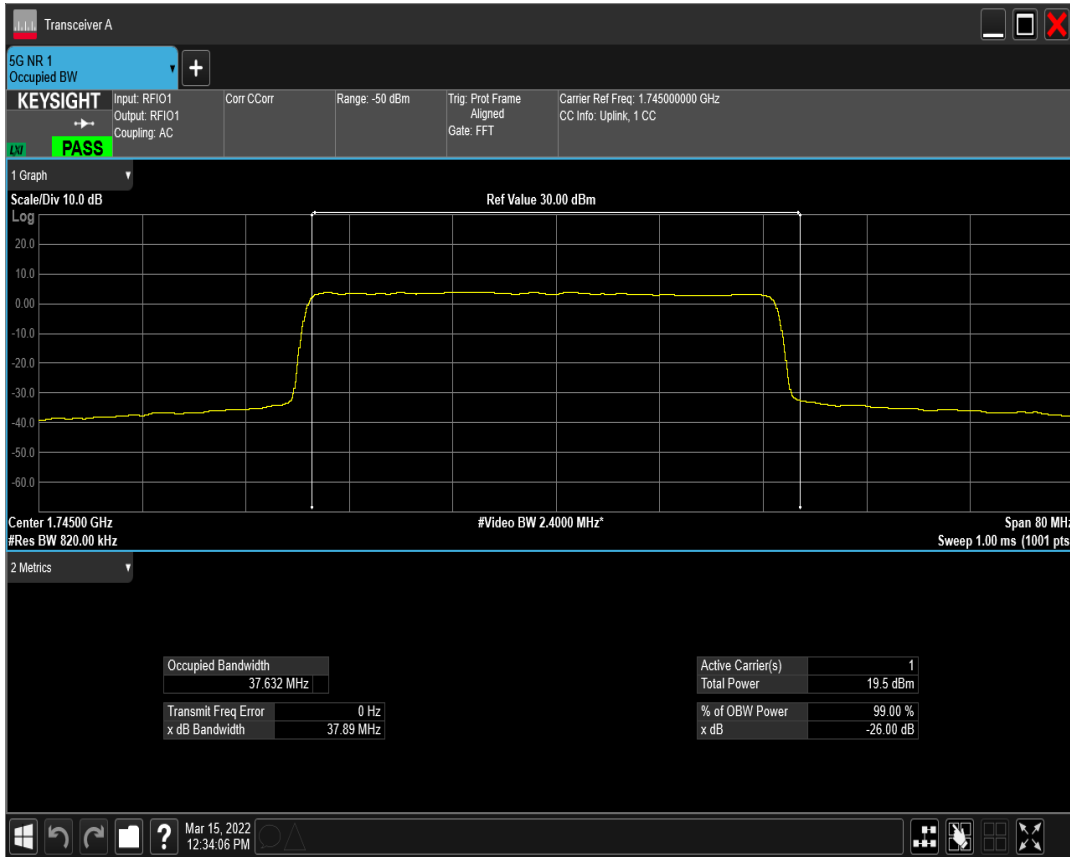 Transceiver A
5G NR 1
Occupied BW
+
KEYSIGHT
LXI
PASS
Input: RFIO1
Output: RFIO1
Coupling: AC
Corr CCorr
Range: -50 dBm
Trig: Prot Frame
Aligned
Gate: FFT
Carrier Ref Freq: 1.745000000 GHz
CC Info: Uplink, 1 CC
1 Graph
Scale/Div 10.0 dB
Ref Value 30.00 dBm
Log
20.0
10.0
0.00
-10.0
-20.0
-30.0
-40.0
-50.0
-60.0
Center 1.74500 GHz
#Video BW 2.4000 MHz*
Span 80 MHz
#Res BW 820.00 kHz
Sweep 1.00 ms (1001 pts
2 Metrics
Occupied Bandwidth
37.632 MHz
Transmit Freq Error 0 Hz
x dB Bandwidth 37.89 MHz
Active Carrier(s) 1
Total Power 19.5 dBm
% of OBW Power 99.00 %
x dB -26.00 dB
?
Mar 15, 2022
12:34:06 PM